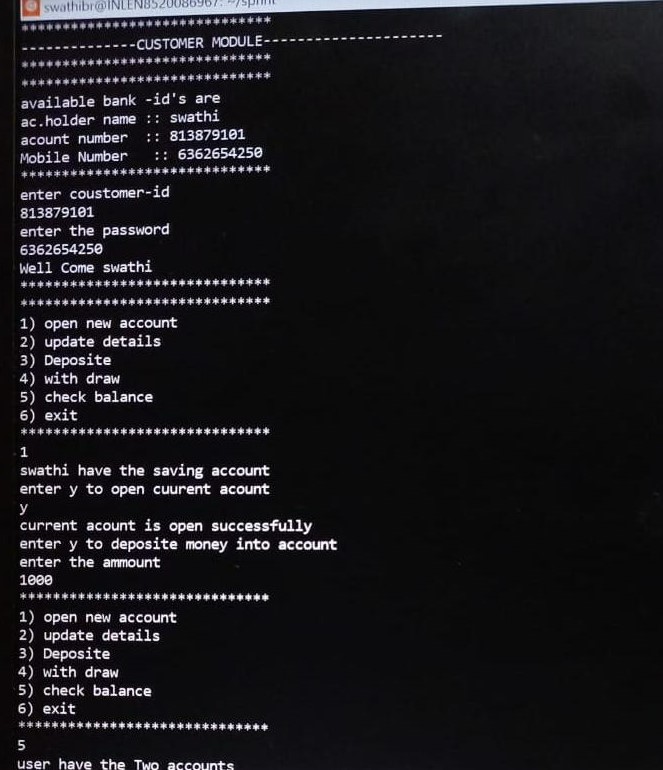 swathibr@INLEN8520086967: ~/sprint
******************************
--------------CUSTOMER MODULE----------------------
******************************
******************************
available bank -id's are
ac.holder name :: swathi
acount number  :: 813879101
Mobile Number   :: 6362654250
******************************
enter coustomer-id
813879101
enter the password
6362654250
Well Come swathi
******************************
******************************
1) open new account
2) update details
3) Deposite
4) with draw
5) check balance
6) exit
******************************
1
swathi have the saving account
enter y to open cuurent acount
y
current acount is open successfully
enter y to deposite money into account
enter the ammount
1000
******************************
1) open new account
2) update details
3) Deposite
4) with draw
5) check balance
6) exit
******************************
5
user have the Two accounts